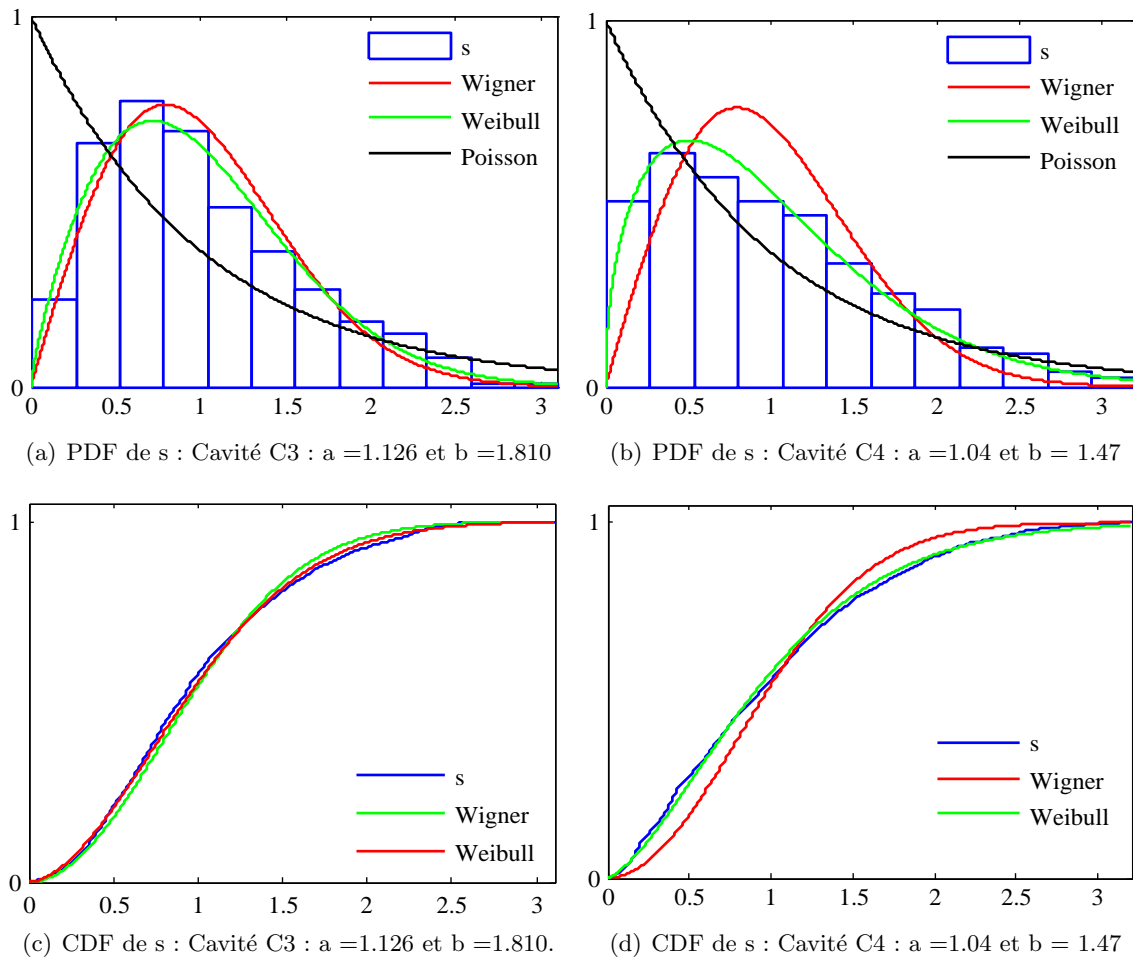 1
s
Wigner
Weibull
Poisson
0
0 0.5 1 1.5 2 2.5 3
(a) PDF de s : Cavité C3 : a =1.126 et b =1.810
1
s
Wigner
Weibull
Poisson
0
0 0.5 1 1.5 2 2.5 3
(b) PDF de s : Cavité C4 : a =1.04 et b = 1.47
1
s
Wigner
Weibull
0
0 0.5 1 1.5 2 2.5 3
(c) CDF de s : Cavité C3 : a =1.126 et b =1.810.
1
s
Wigner
Weibull
0
0 0.5 1 1.5 2 2.5 3
(d) CDF de s : Cavité C4 : a =1.04 et b = 1.47